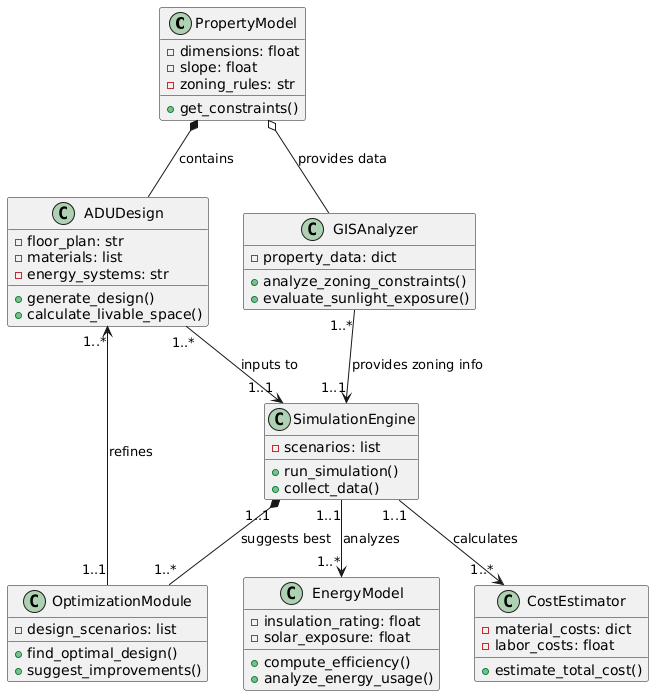 C PropertyModel
dimensions: float
slope: float
zoning_rules: str
get_constraints()
contains
provides data
C ADUDesign
floor_plan: str
materials: list
energy_systems: str
generate_design()
calculate_livable_space()
C GISAnalyzer
property_data: dict
analyze_zoning_constraints()
evaluate_sunlight_exposure()
1..*
1..*
1..*
inputs to
provides zoning info
1..1
1..1
C SimulationEngine
scenarios: list
run_simulation()
collect_data()
refines
1..1
1..1
1..1
suggests best
analyzes
calculates
1..1
1..*
1..*
1..*
C OptimizationModule
design_scenarios: list
find_optimal_design()
suggest_improvements()
C EnergyModel
insulation_rating: float
solar_exposure: float
compute_efficiency()
analyze_energy_usage()
C CostEstimator
material_costs: dict
labor_costs: float
estimate_total_cost()